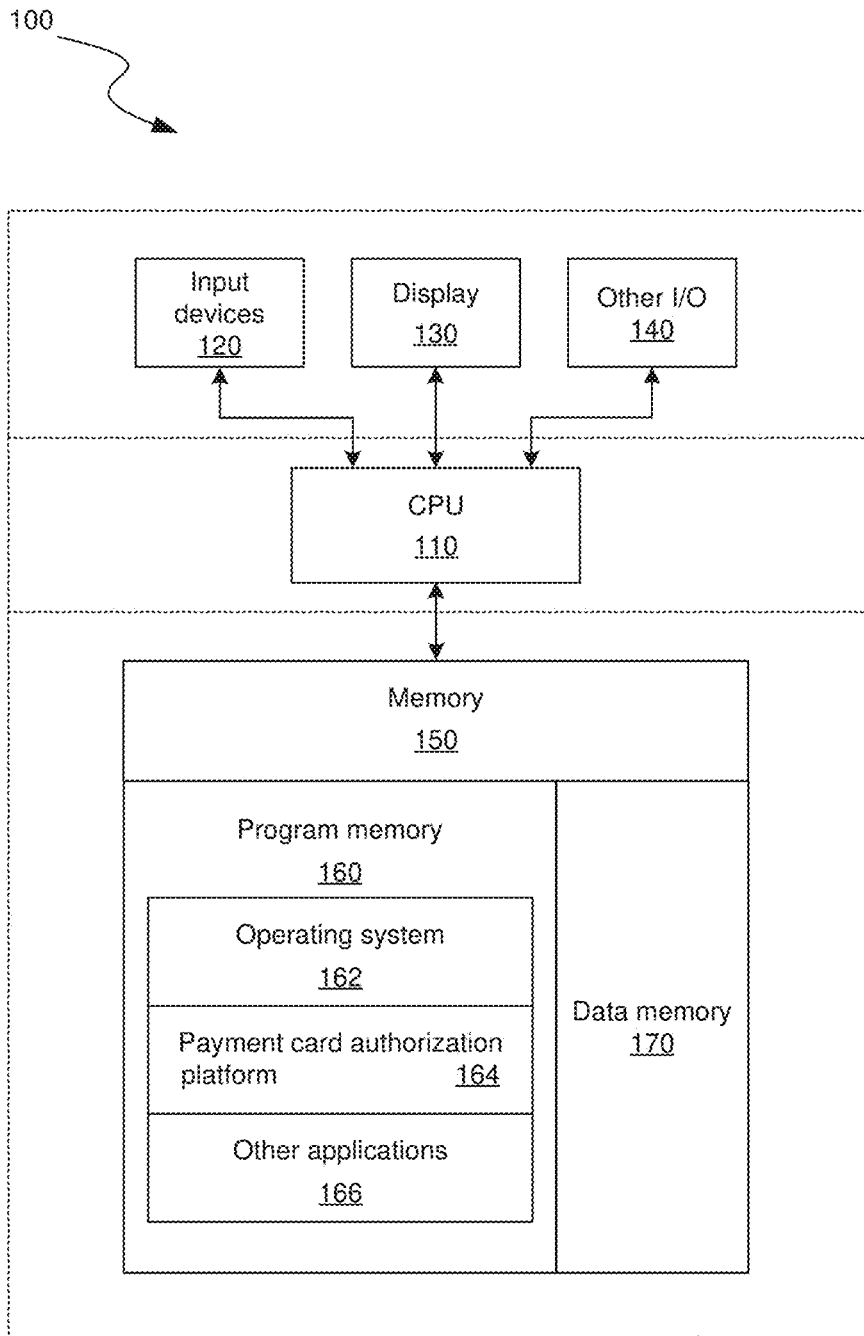 100
Input
devices
120
Display
130
Other I/O
140
CPU
110
Memory
150
Program memory
160
Operating system
162
Payment card authorization
platform 164
Other applications
166
Data memory
170